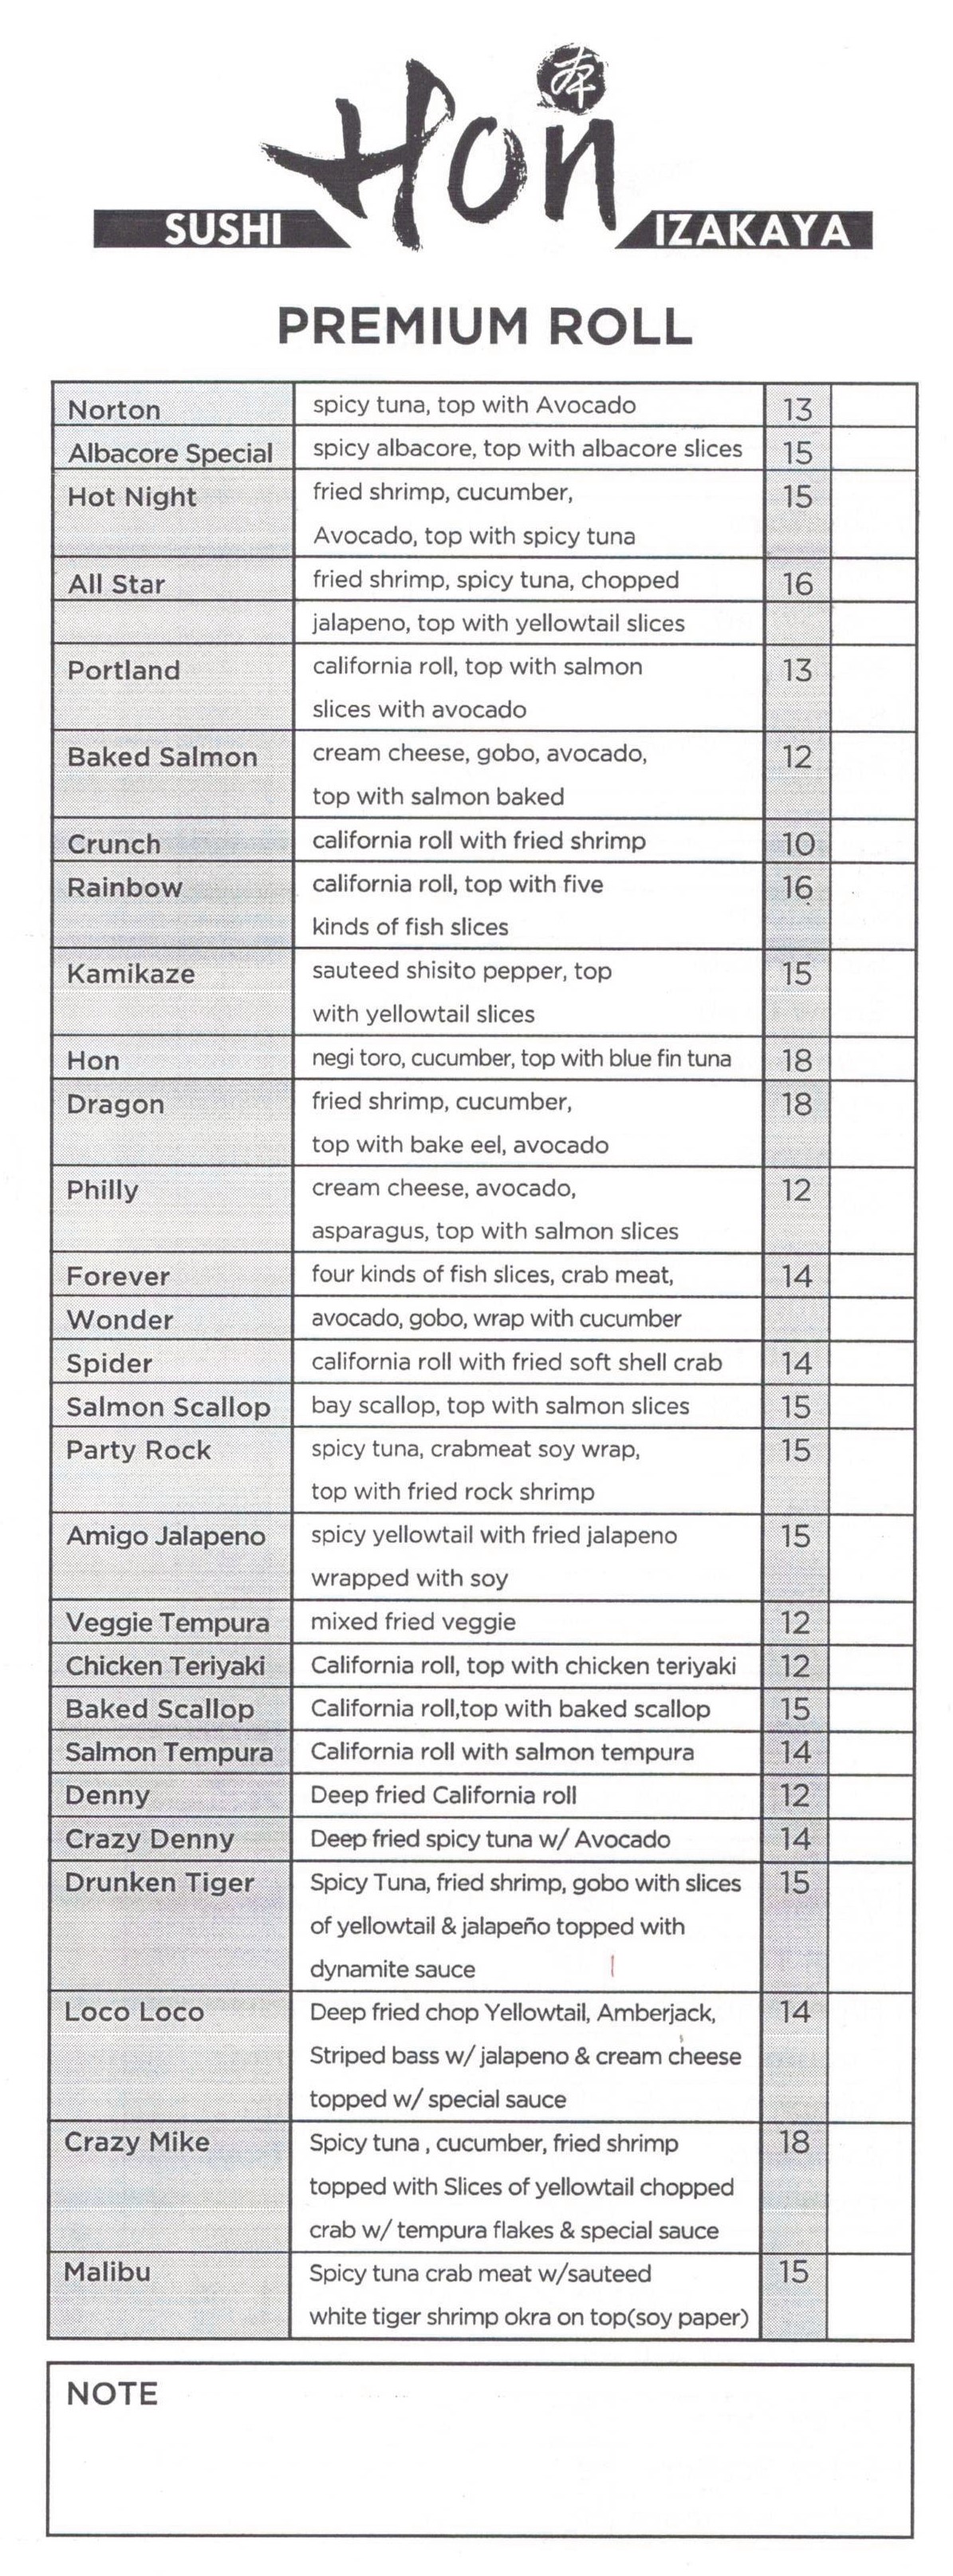 本
Hon
SUSHI IZAKAYA
PREMIUM ROLL
Norton spicy tuna, top with Avocado 13
Albacore Special spicy albacore, top with albacore slices 15
Hot Night fried shrimp, cucumber, 15
Avocado, top with spicy tuna
All Star fried shrimp, spicy tuna, chopped 16
jalapeno, top with yellowtail slices
Portland california roll, top with salmon 13
slices with avocado
Baked Salmon cream cheese, gobo, avocado, 12
top with salmon baked
Crunch california roll with fried shrimp 10
Rainbow california roll, top with five 16
kinds of fish slices
Kamikaze sauteed shisito pepper, top 15
with yellowtail slices
Hon negi toro, cucumber, top with blue fin tuna 18
Dragon fried shrimp, cucumber, 18
top with bake eel, avocado
Philly cream cheese, avocado, 12
asparagus, top with salmon slices
Forever four kinds of fish slices, crab meat, 14
Wonder avocado, gobo, wrap with cucumber
Spider california roll with fried soft shell crab 14
Salmon Scallop bay scallop, top with salmon slices 15
Party Rock spicy tuna, crabmeat soy wrap, 15
top with fried rock shrimp
Amigo Jalapeno spicy yellowtail with fried jalapeno 15
wrapped with soy
Veggie Tempura mixed fried veggie 12
Chicken Teriyaki California roll, top with chicken teriyaki 12
Baked Scallop California roll,top with baked scallop 15
Salmon Tempura California roll with salmon tempura 14
Denny Deep fried California roll 12
Crazy Denny Deep fried spicy tuna w/ Avocado 14
Drunken Tiger Spicy Tuna, fried shrimp, gobo with slices 15
of yellowtail & jalapeño topped with
dynamite sauce
Loco Loco Deep fried chop Yellowtail, Amberjack, 14
Striped bass w/ jalapeno & cream cheese
topped w/ special sauce
Crazy Mike Spicy tuna , cucumber, fried shrimp 18
topped with Slices of yellowtail chopped
crab w/ tempura flakes & special sauce
Malibu Spicy tuna crab meat w/sauteed 15
white tiger shrimp okra on top(soy paper)
NOTE